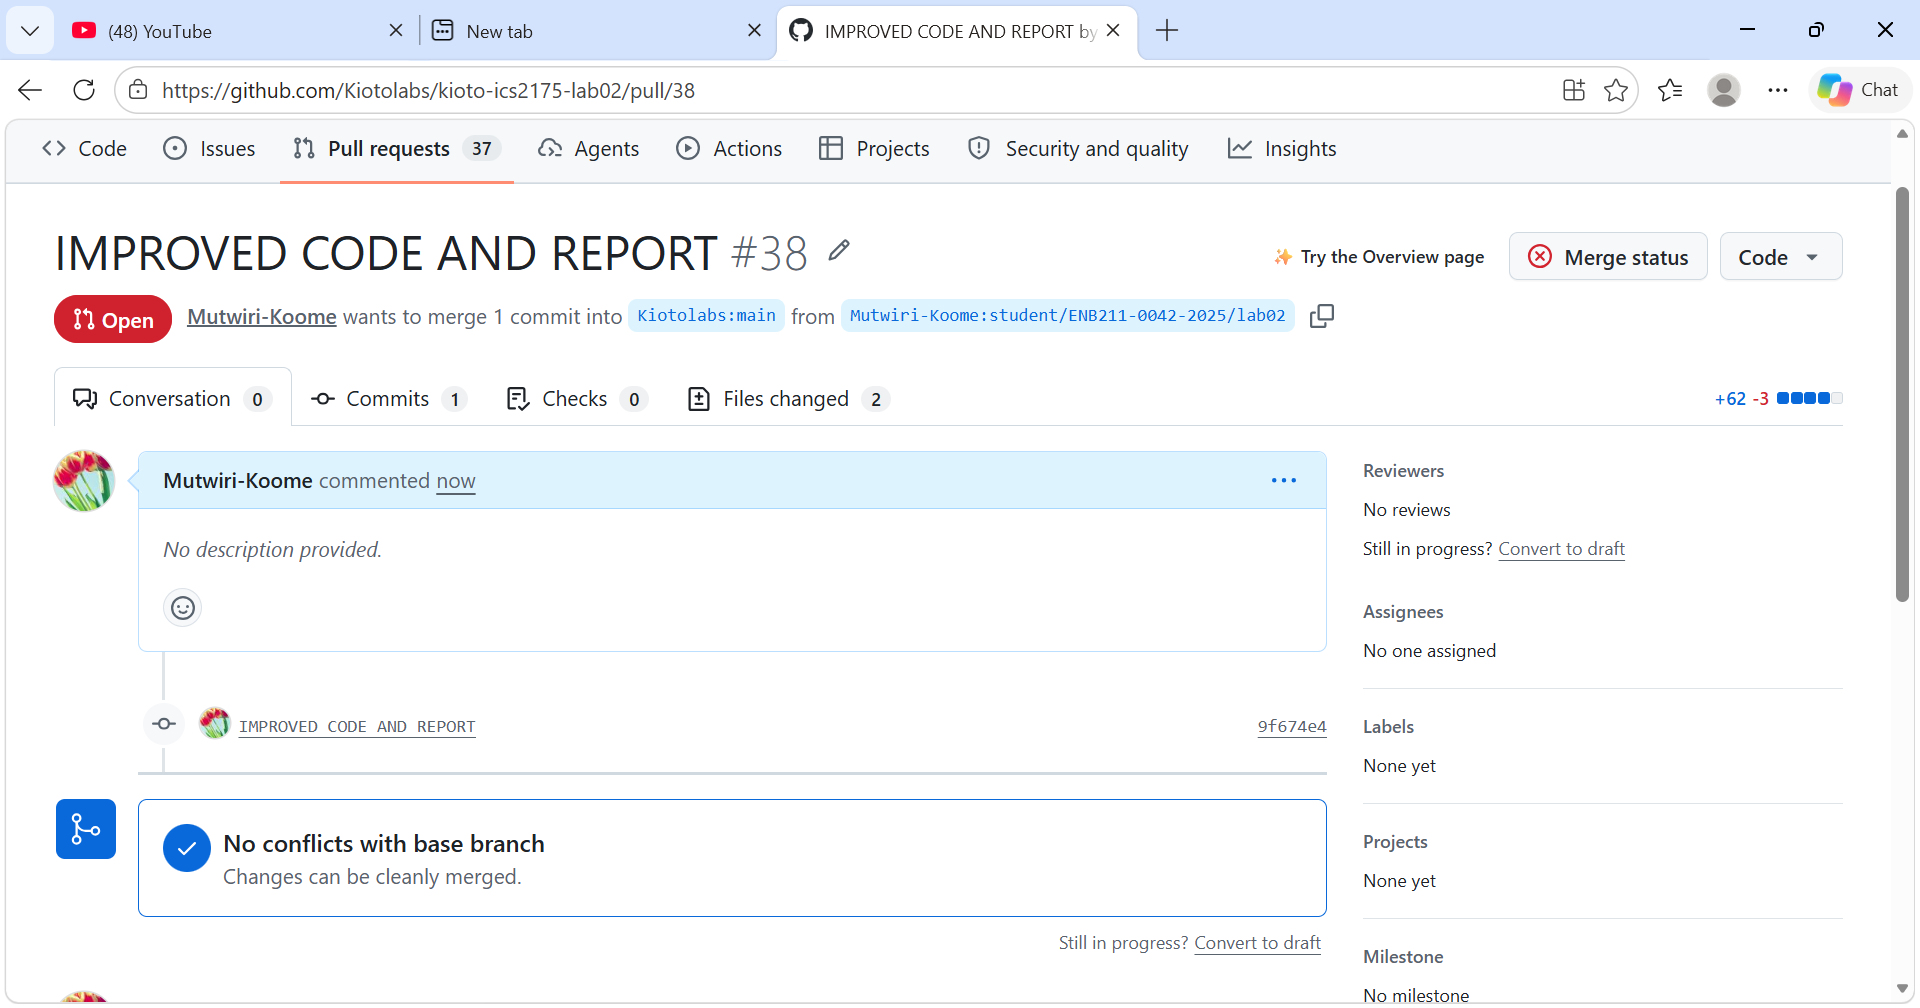 (48) YouTube
New tab
IMPROVED CODE AND REPORT by
https://github.com/Kiotolabs/kioto-ics2175-lab02/pull/38
Chat
Code
Issues
Pull requests 37
Agents
Actions
Projects
Security and quality
Insights
IMPROVED CODE AND REPORT #38
Try the Overview page
Merge status
Code
Open
Mutwiri-Koome wants to merge 1 commit into Kiotolabs:main from Mutwiri-Koome:student/ENB211-0042-2025/lab02
Conversation 0
Commits 1
Checks 0
Files changed 2
+62 -3
Mutwiri-Koome commented now
No description provided.
IMPROVED CODE AND REPORT 9f674e4
No conflicts with base branch
Changes can be cleanly merged.
Still in progress? Convert to draft
Reviewers
No reviews
Still in progress? Convert to draft
Assignees
No one assigned
Labels
None yet
Projects
None yet
Milestone
No milestone